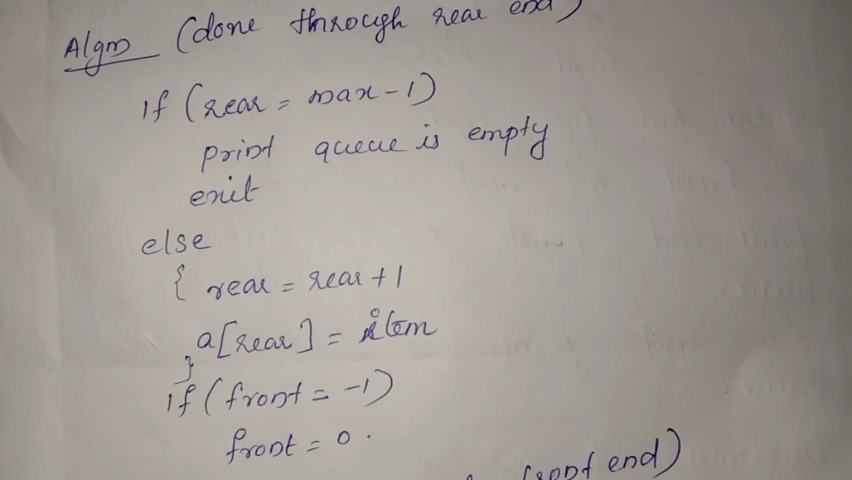 Algm (done through rear end)
if (rear = max-1)
print queue is empty
exit
else
{ rear = rear + 1
a[rear] = item
}
if (front = -1)
front = 0.
front end)